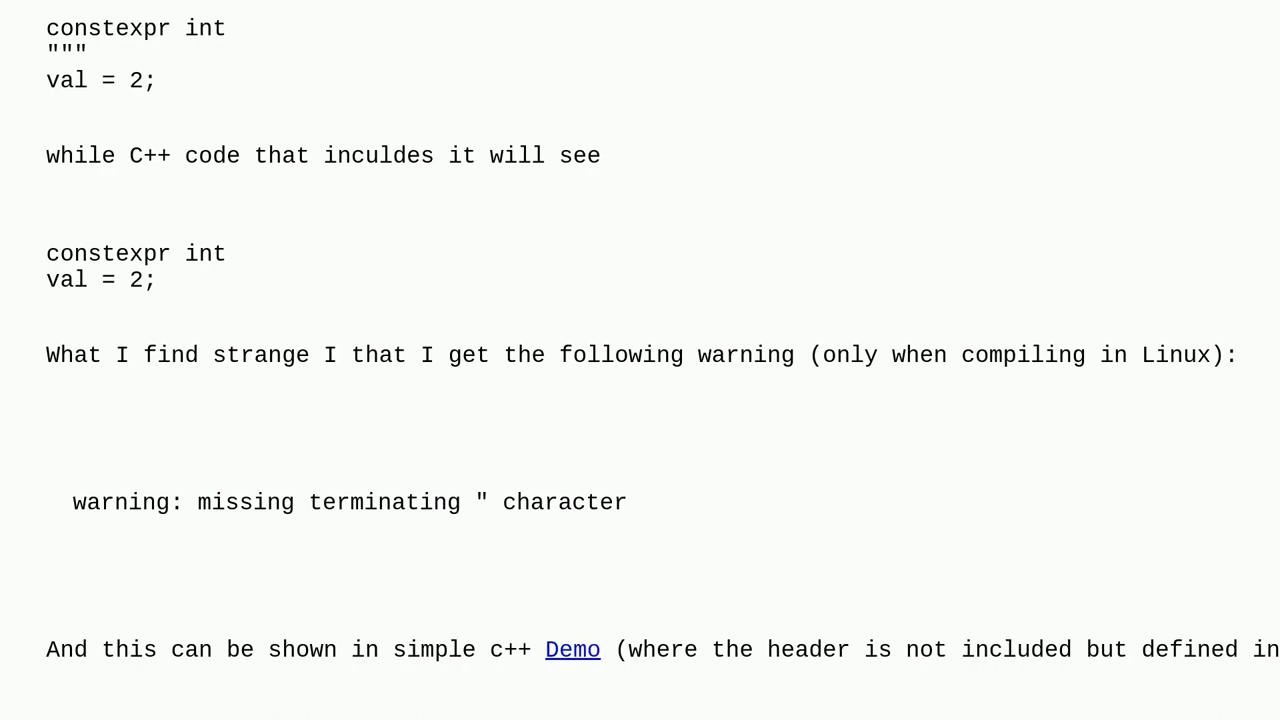 constexpr int
"""
val = 2;
while C++ code that inculdes it will see
constexpr int
val = 2;
What I find strange I that I get the following warning (only when compiling in Linux):
warning: missing terminating " character
And this can be shown in simple c++ Demo (where the header is not included but defined in